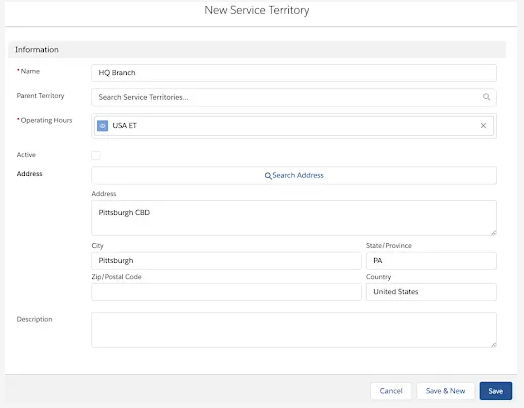 New Service Territory
Information
* Name
HQ Branch
Parent Territory
Search Service Territories...
* Operating Hours
USA ET
Active
Address
Search Address
Address
Pittsburgh CBD
City
State/Province
Pittsburgh
PA
Zip/Postal Code
Country
United States
Description
Cancel
Save & New
Save